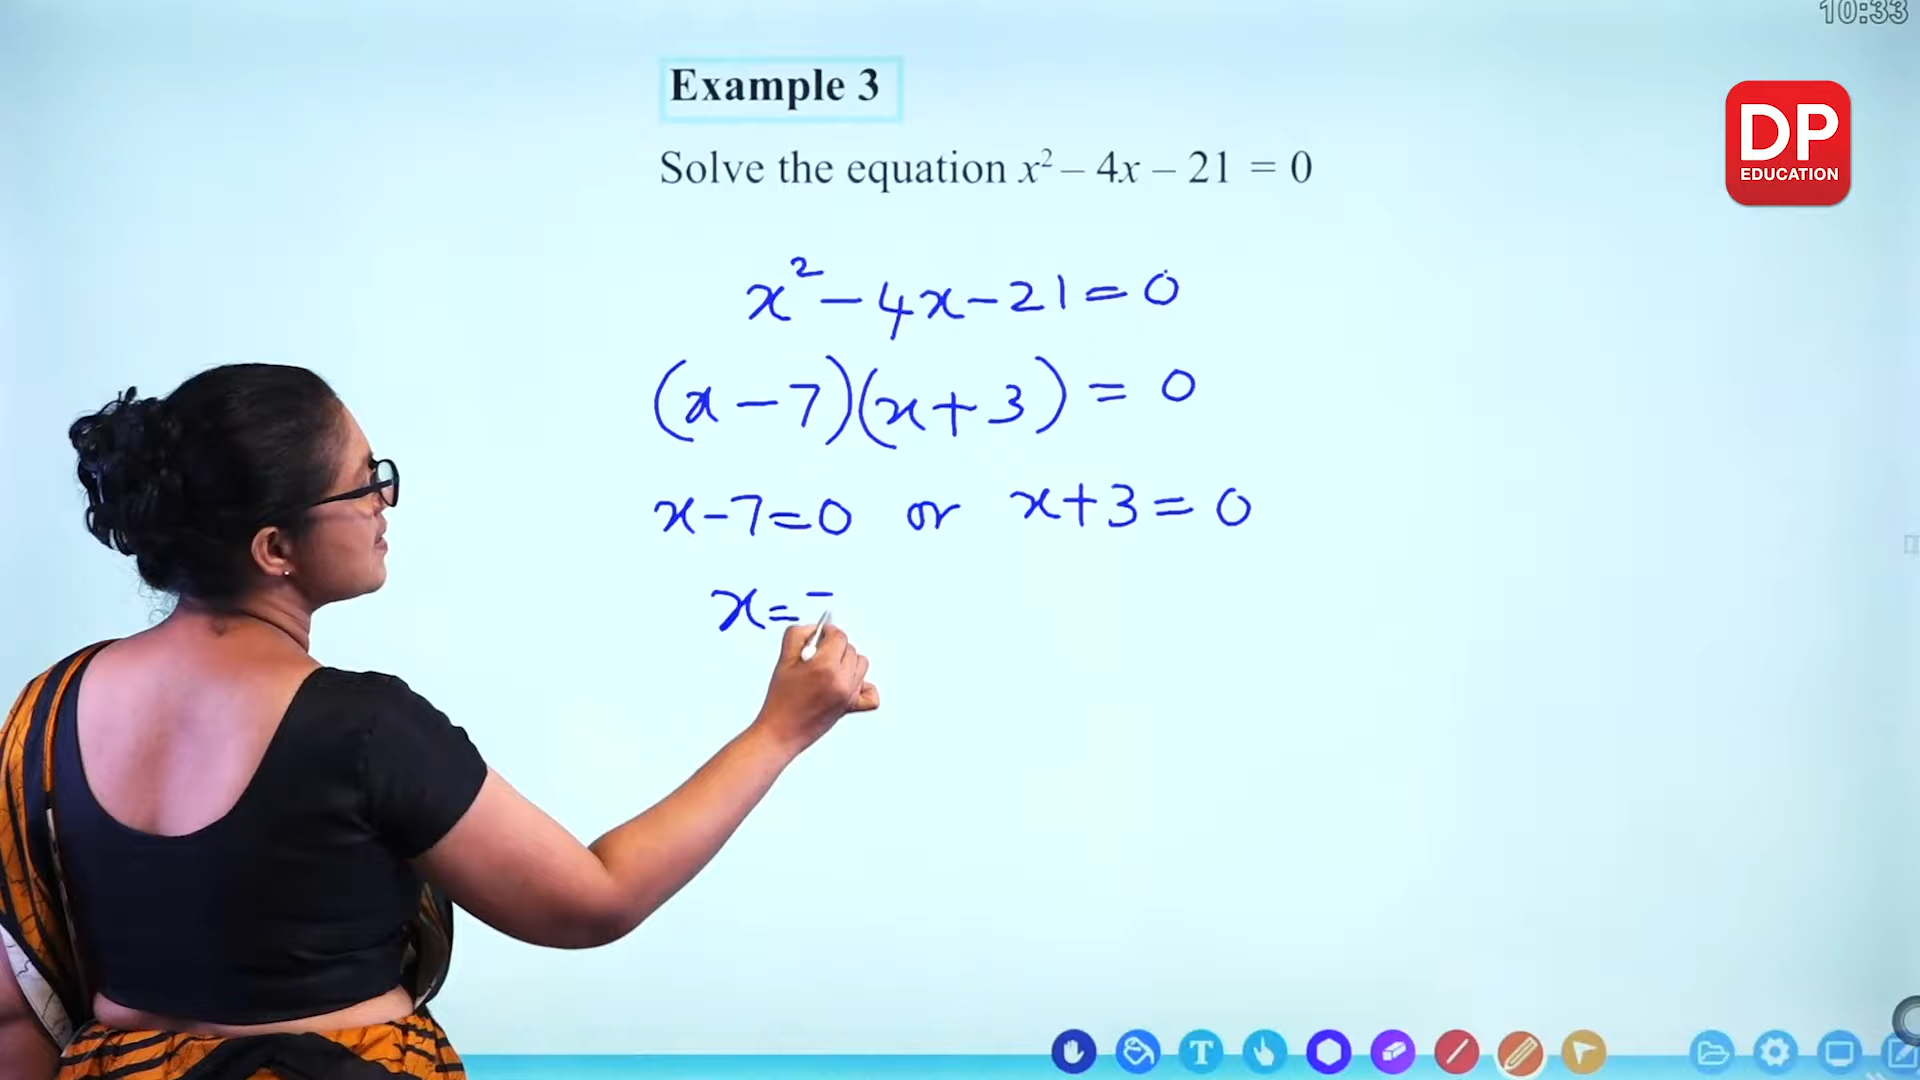 10:33
Example 3
DP
EDUCATION
Solve the equation x² – 4x – 21 = 0
x² – 4x – 21 = 0
(x – 7)(x + 3) = 0
x – 7 = 0 or x + 3 = 0
x =
T